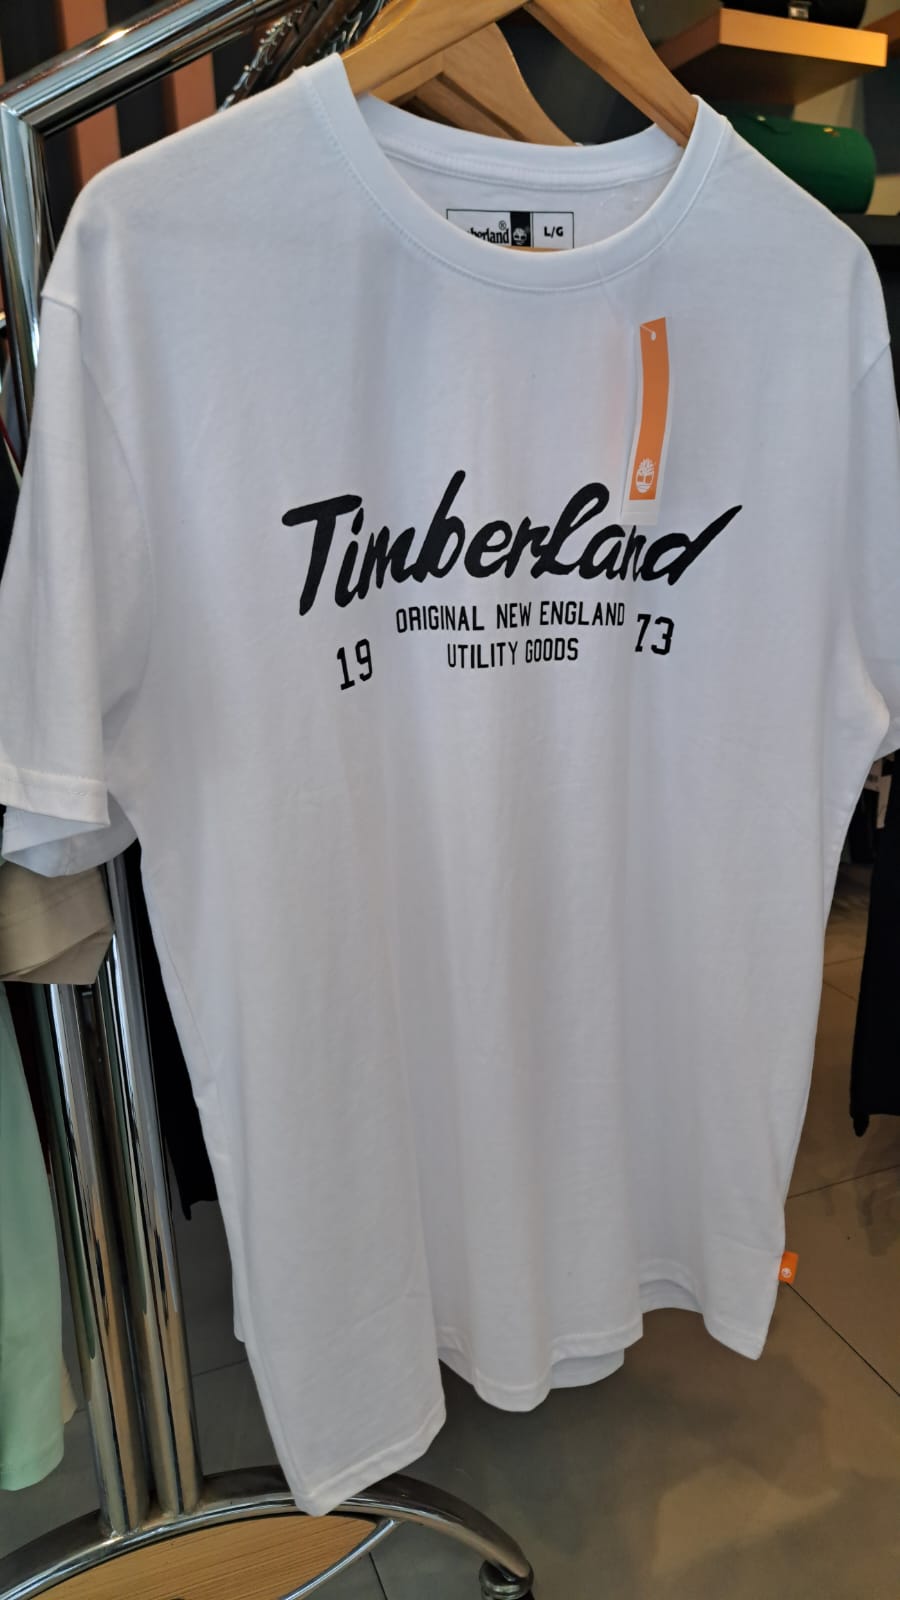 L/G
Timberland
ORIGINAL NEW ENGLAND
19 UTILITY GOODS 73